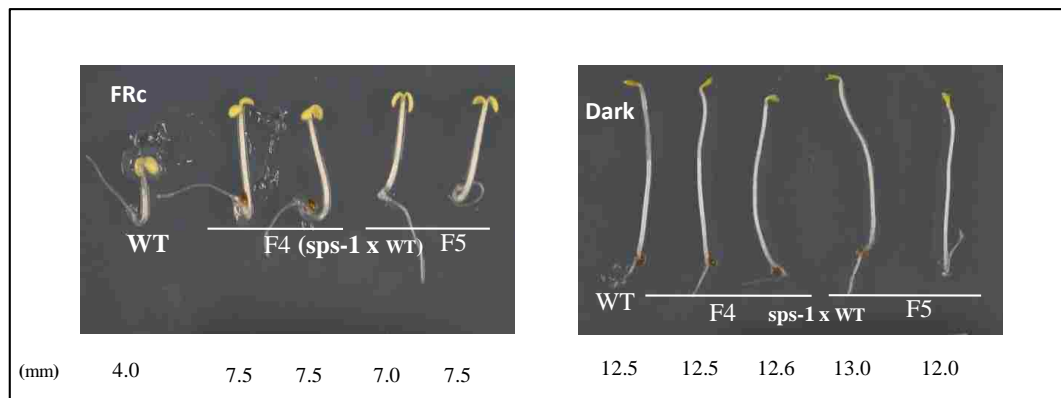 FRc
WT
F4 (sps-1 x WT) F5
(mm) 4.0 7.5 7.5 7.0 7.5
Dark
WT F4 sps-1 x WT F5
12.5 12.5 12.6 13.0 12.0